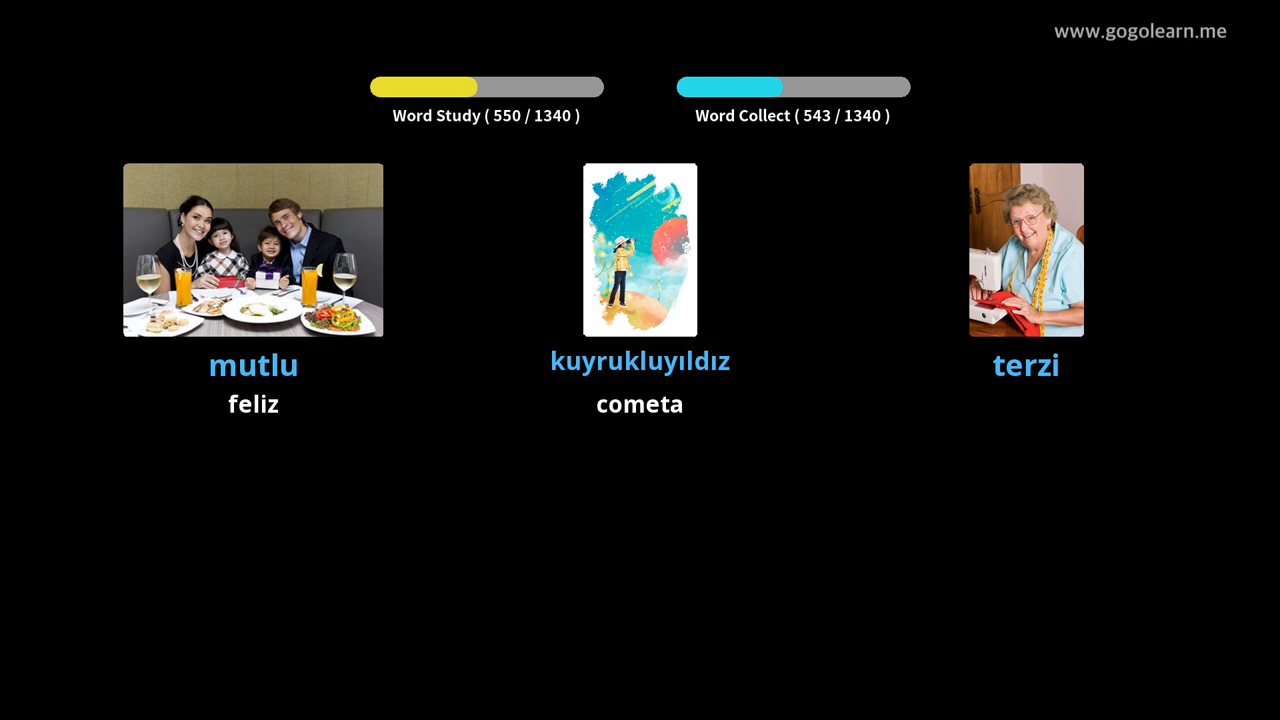 www.gogolearn.me
Word Study ( 550 / 1340 )
Word Collect ( 543 / 1340 )
mutlu
feliz
kuyrukluyıldız
cometa
terzi